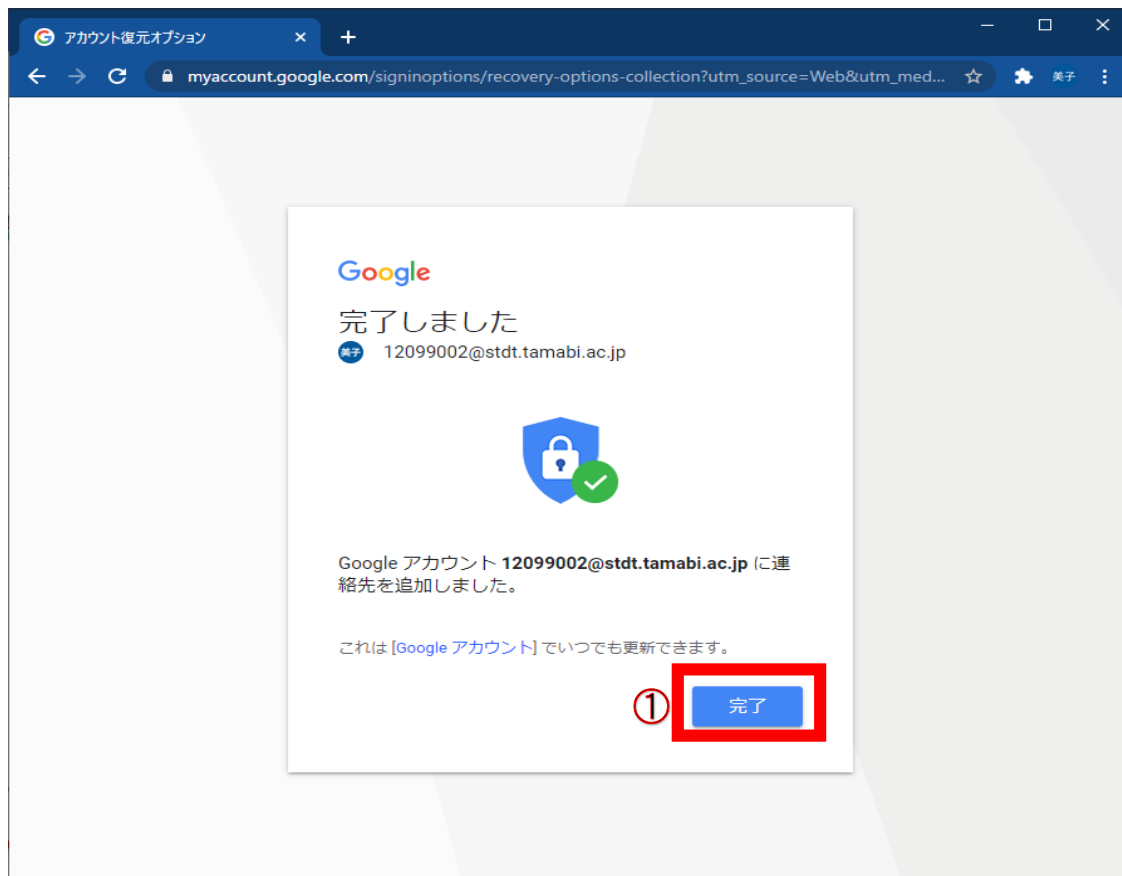 アカウント復元オプション
myaccount.google.com/signinoptions/recovery-options-collection?utm_source=Web&utm_med...
美子
Google
完了しました
美子 12099002@stdt.tamabi.ac.jp
Google アカウント 12099002@stdt.tamabi.ac.jp に連
絡先を追加しました。
これは [Google アカウント] でいつでも更新できます。
① 完了